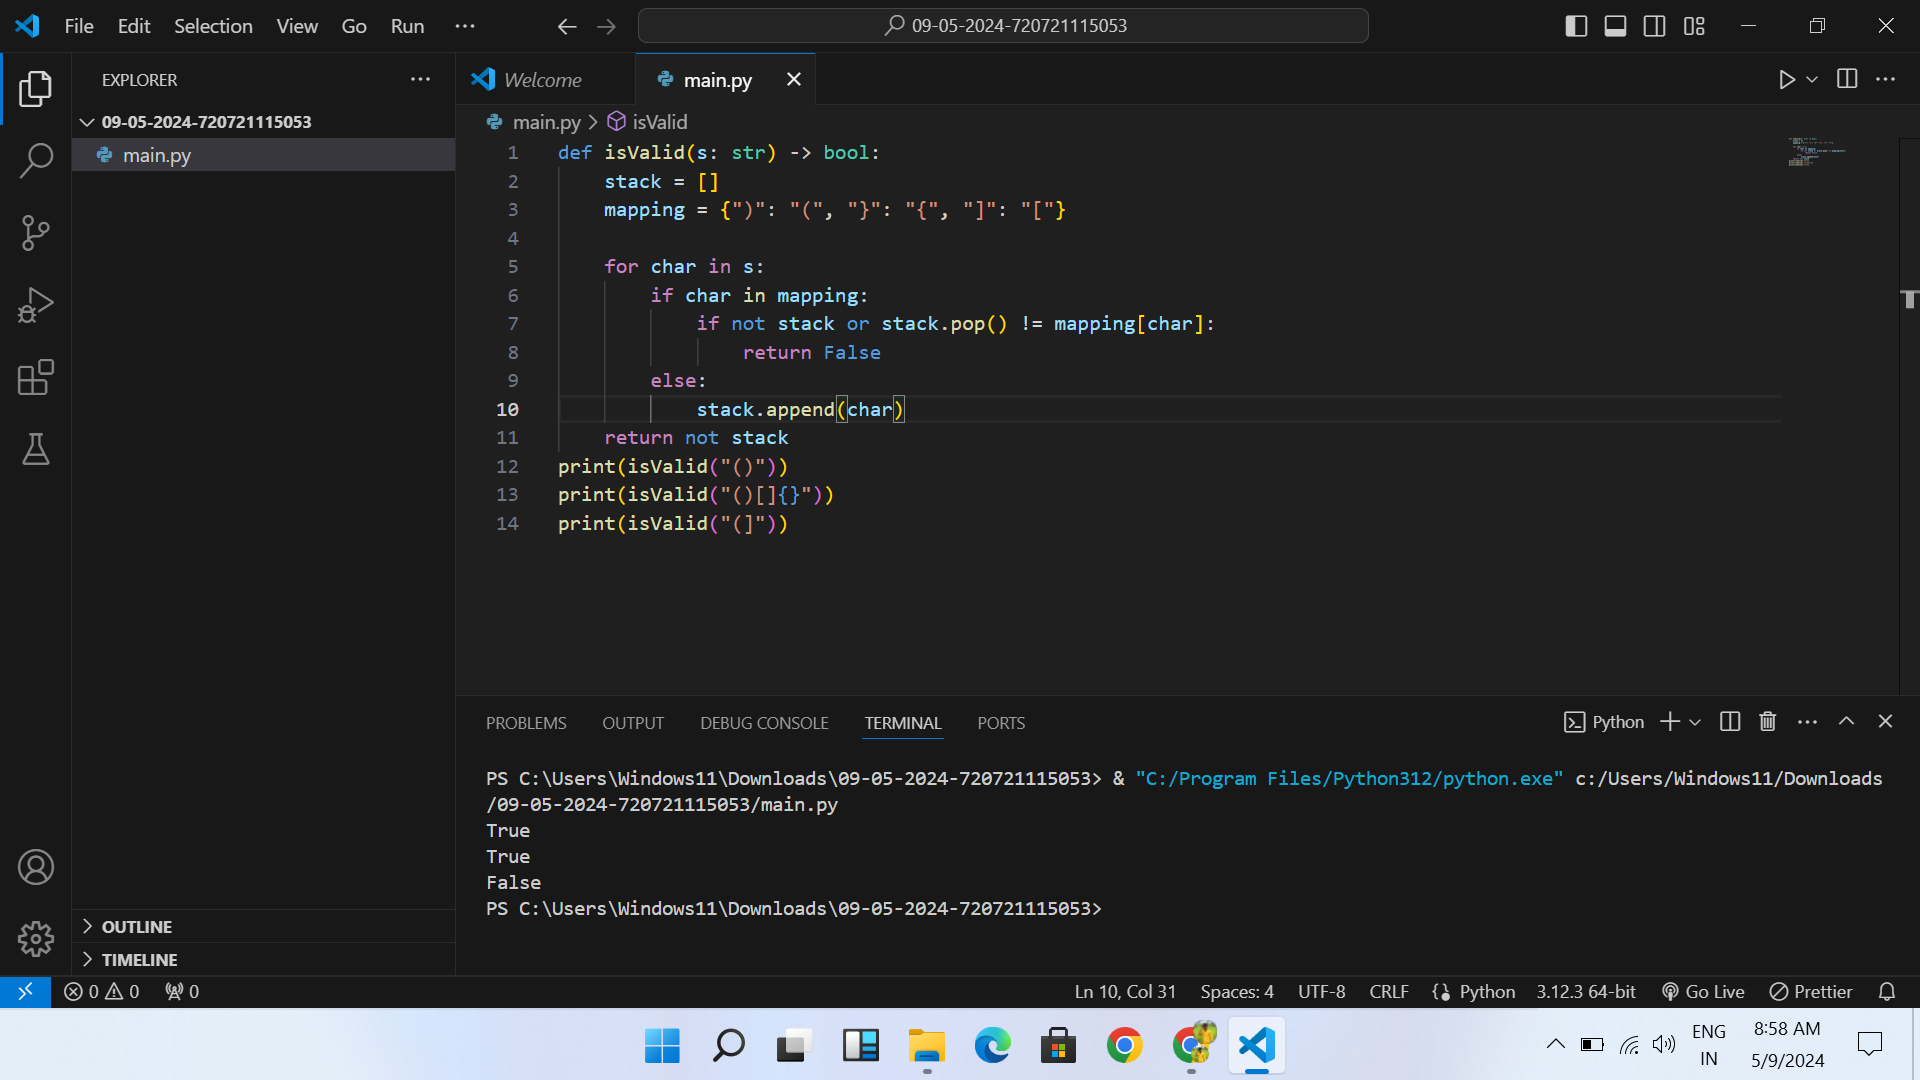 File Edit Selection View Go Run ··· 09-05-2024-720721115053
EXPLORER
09-05-2024-720721115053
main.py
OUTLINE
TIMELINE
Welcome main.py
main.py > isValid
1 def isValid(s: str) -> bool:
2     stack = []
3     mapping = {")": "(", "}": "{", "]": "["}
4
5     for char in s:
6         if char in mapping:
7             if not stack or stack.pop() != mapping[char]:
8                 return False
9         else:
10             stack.append(char)
11     return not stack
12 print(isValid("()"))
13 print(isValid("()[]{}"))
14 print(isValid("(]"))
PROBLEMS OUTPUT DEBUG CONSOLE TERMINAL PORTS Python
PS C:\Users\Windows11\Downloads\09-05-2024-720721115053> & "C:/Program Files/Python312/python.exe" c:/Users/Windows11/Downloads
/09-05-2024-720721115053/main.py
True
True
False
PS C:\Users\Windows11\Downloads\09-05-2024-720721115053>
0 0 0 Ln 10, Col 31 Spaces: 4 UTF-8 CRLF Python 3.12.3 64-bit Go Live Prettier
ENG
IN
8:58 AM
5/9/2024